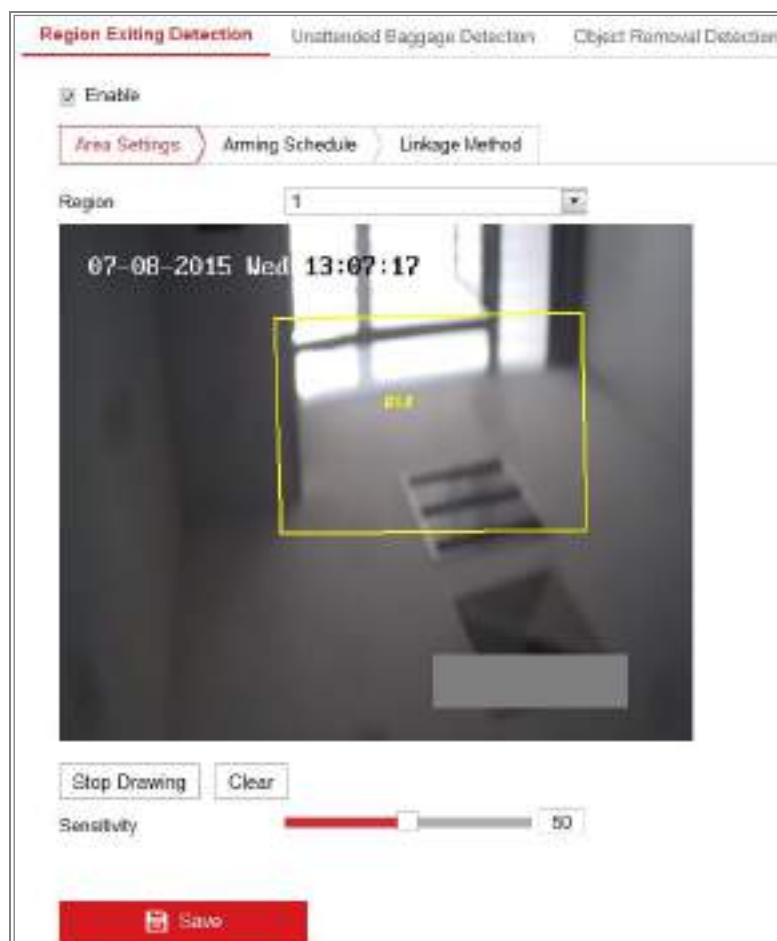 Region Exiting Detection Unattended Baggage Detection Object Removal Detection
Enable
Area Settings Arming Schedule Linkage Method
Region 1
07-08-2015 Wed 13:07:17
Stop Drawing Clear
Sensitivity 50
Save